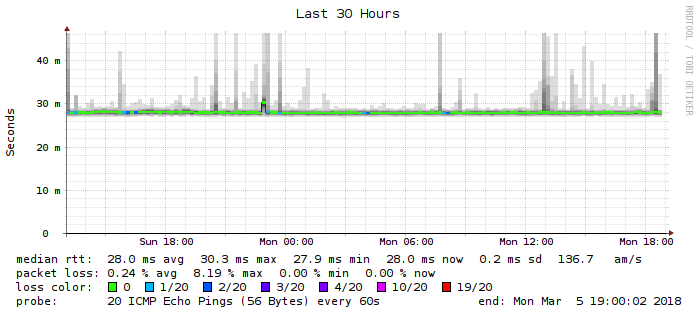 Last 30 Hours
RRDTOOL / TOBI OETIKER
Seconds
40 m
30 m
20 m
10 m
0
Sun 18:00 Mon 00:00 Mon 06:00 Mon 12:00 Mon 18:00
median rtt: 28.0 ms avg 30.3 ms max 27.9 ms min 28.0 ms now 0.2 ms sd 136.7 am/s
packet loss: 0.24 % avg 8.19 % max 0.00 % min 0.00 % now
loss color: 0 1/20 2/20 3/20 4/20 10/20 19/20
probe: 20 ICMP Echo Pings (56 Bytes) every 60s end: Mon Mar 5 19:00:02 2018